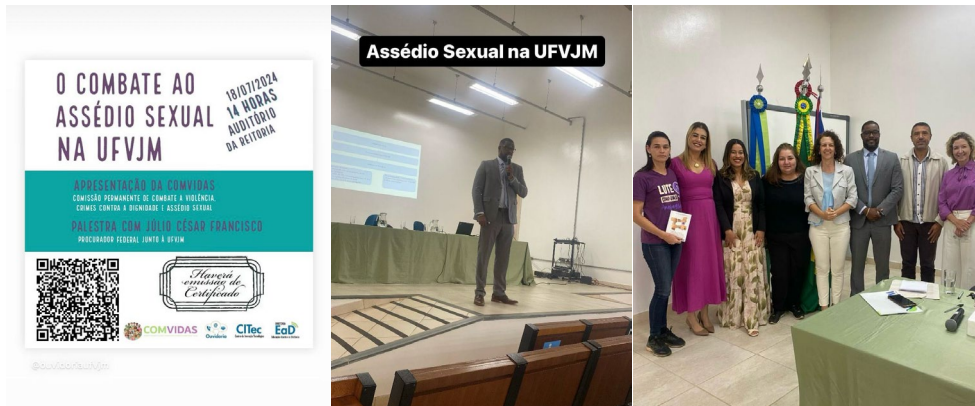 O COMBATE AO
ASSÉDIO SEXUAL
NA UFVJM
18/07/2024
14 HORAS
AUDITÓRIO
DA REITORIA
APRESENTAÇÃO DA COMVIDAS
COMISSÃO PERMANENTE DE COMBATE A VIOLÊNCIA,
CRIMES CONTRA A DIGNIDADE E ASSÉDIO SEXUAL
PALESTRA COM JÚLIO CÉSAR FRANCISCO
PROCURADOR FEDERAL JUNTO À UFVJM
Haverá
emissão de
Certificado
COMVIDAS
Ouvidoria
CITec
EaD
@ouvidoriaufvjm
Assédio Sexual na UFVJM
LUTE